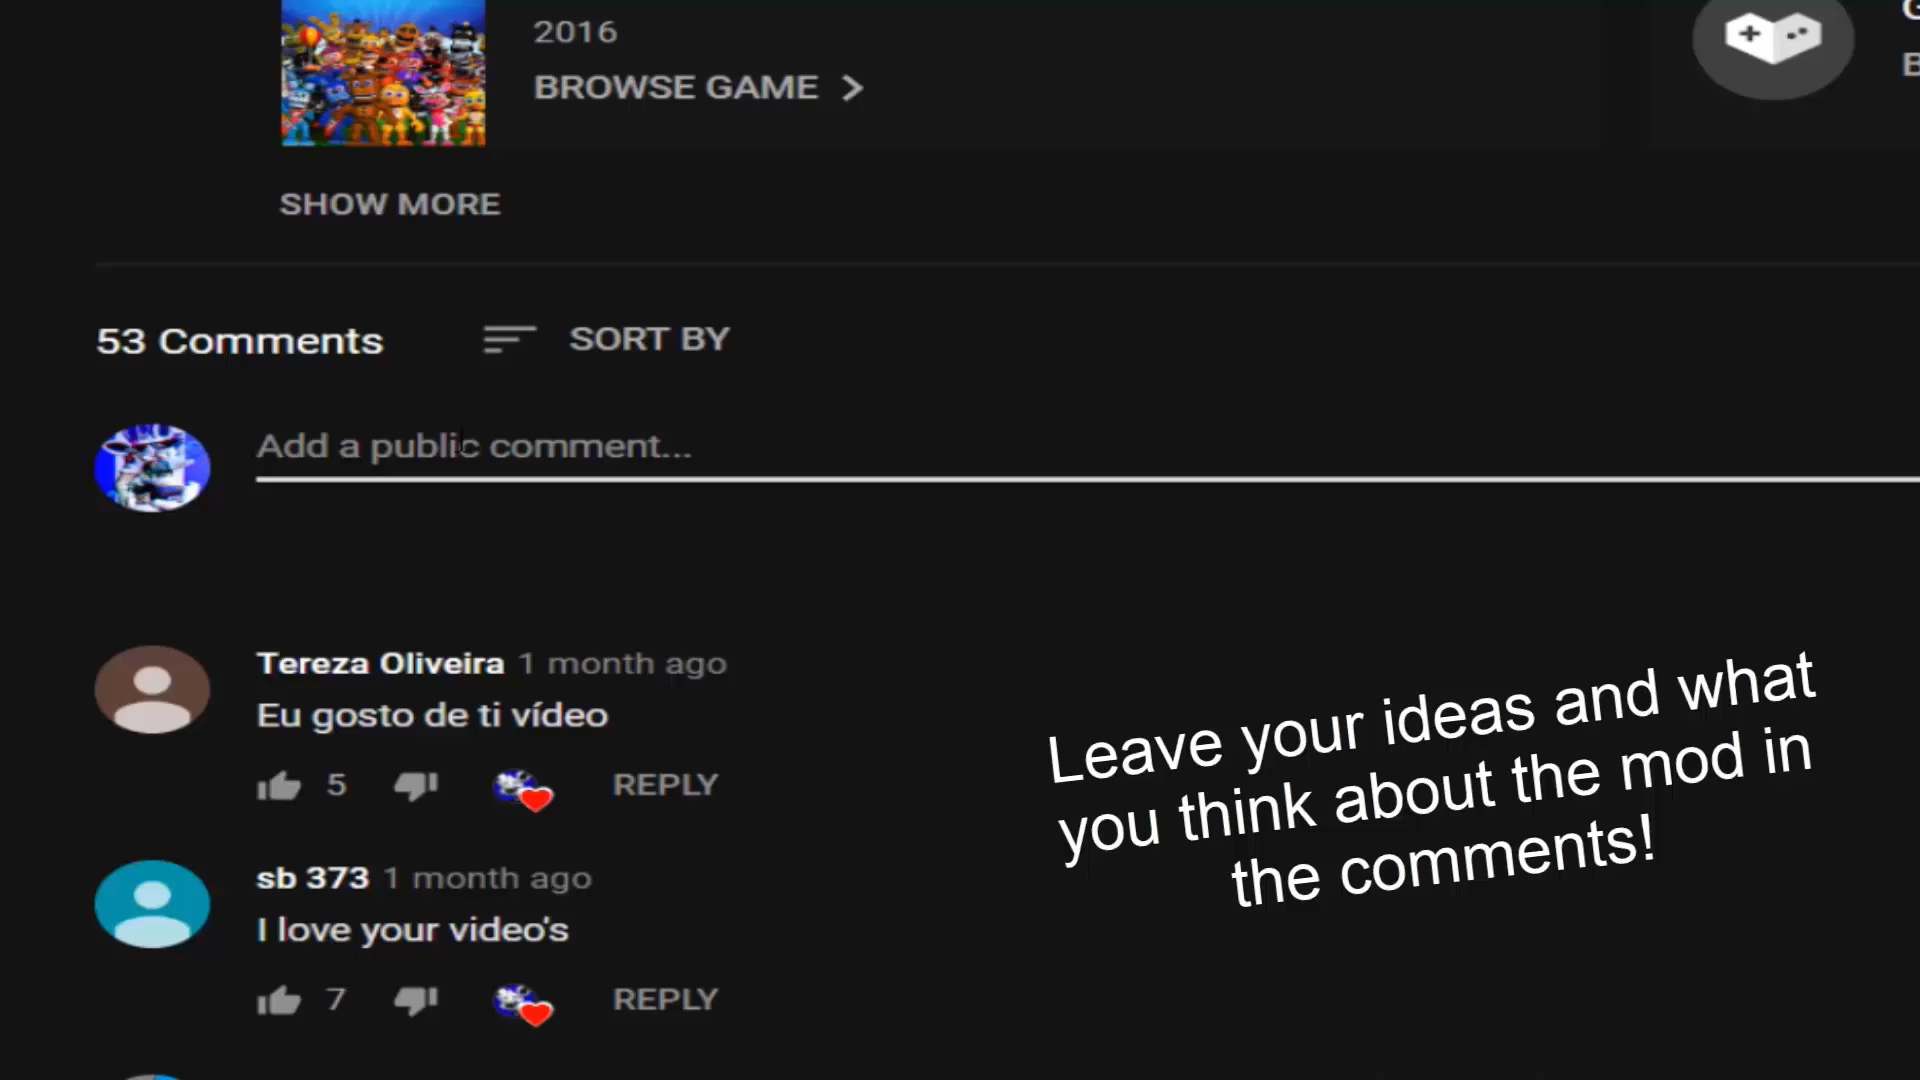 2016
BROWSE GAME
SHOW MORE
53 Comments
SORT BY
Add a public comment...
Tereza Oliveira 1 month ago
Eu gosto de ti vídeo
5
REPLY
sb 373 1 month ago
I love your video's
7
REPLY
Leave your ideas and what
you think about the mod in
the comments!